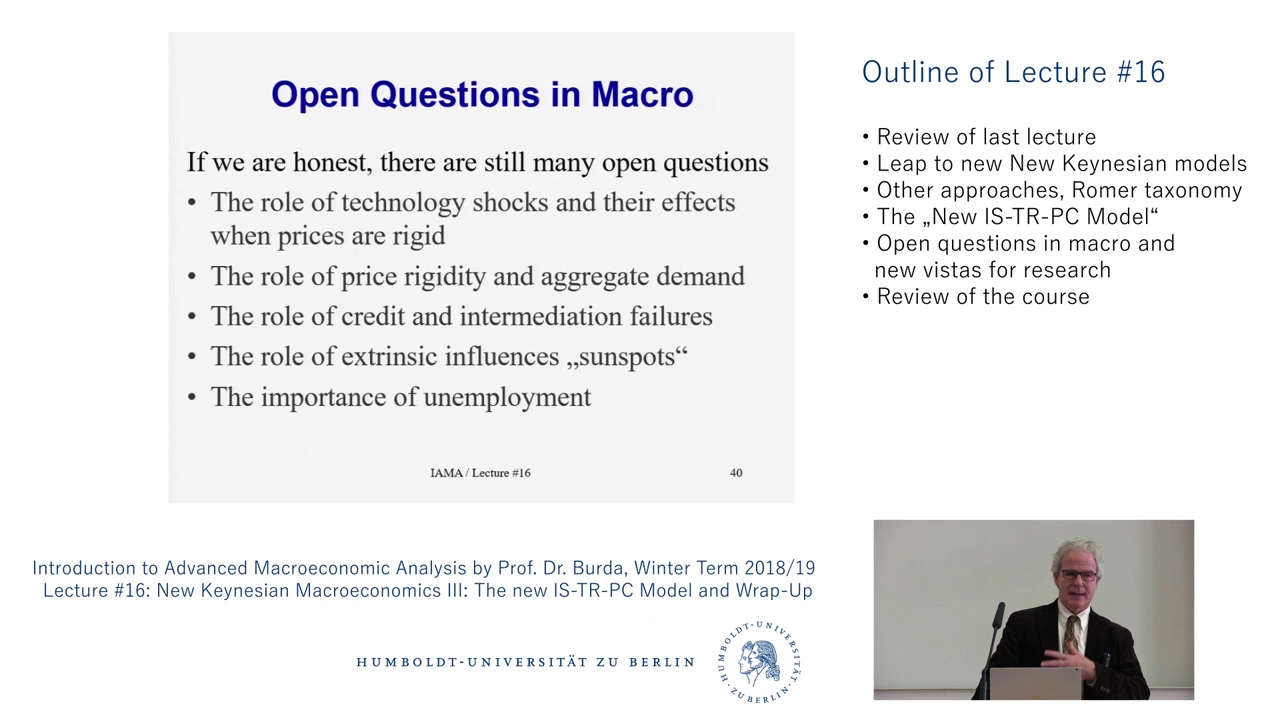 Open Questions in Macro
If we are honest, there are still many open questions
• The role of technology shocks and their effects
when prices are rigid
• The role of price rigidity and aggregate demand
• The role of credit and intermediation failures
• The role of extrinsic influences „sunspots“
• The importance of unemployment
IAMA / Lecture #16
40
Outline of Lecture #16
• Review of last lecture
• Leap to new New Keynesian models
• Other approaches, Romer taxonomy
• The „New IS-TR-PC Model“
• Open questions in macro and
new vistas for research
• Review of the course
Introduction to Advanced Macroeconomic Analysis by Prof. Dr. Burda, Winter Term 2018/19
Lecture #16: New Keynesian Macroeconomics III: The new IS-TR-PC Model and Wrap-Up
HUMBOLDT-UNIVERSITÄT ZU BERLIN
HUMBOLDT-UNIVERSITÄT ZU BERLIN